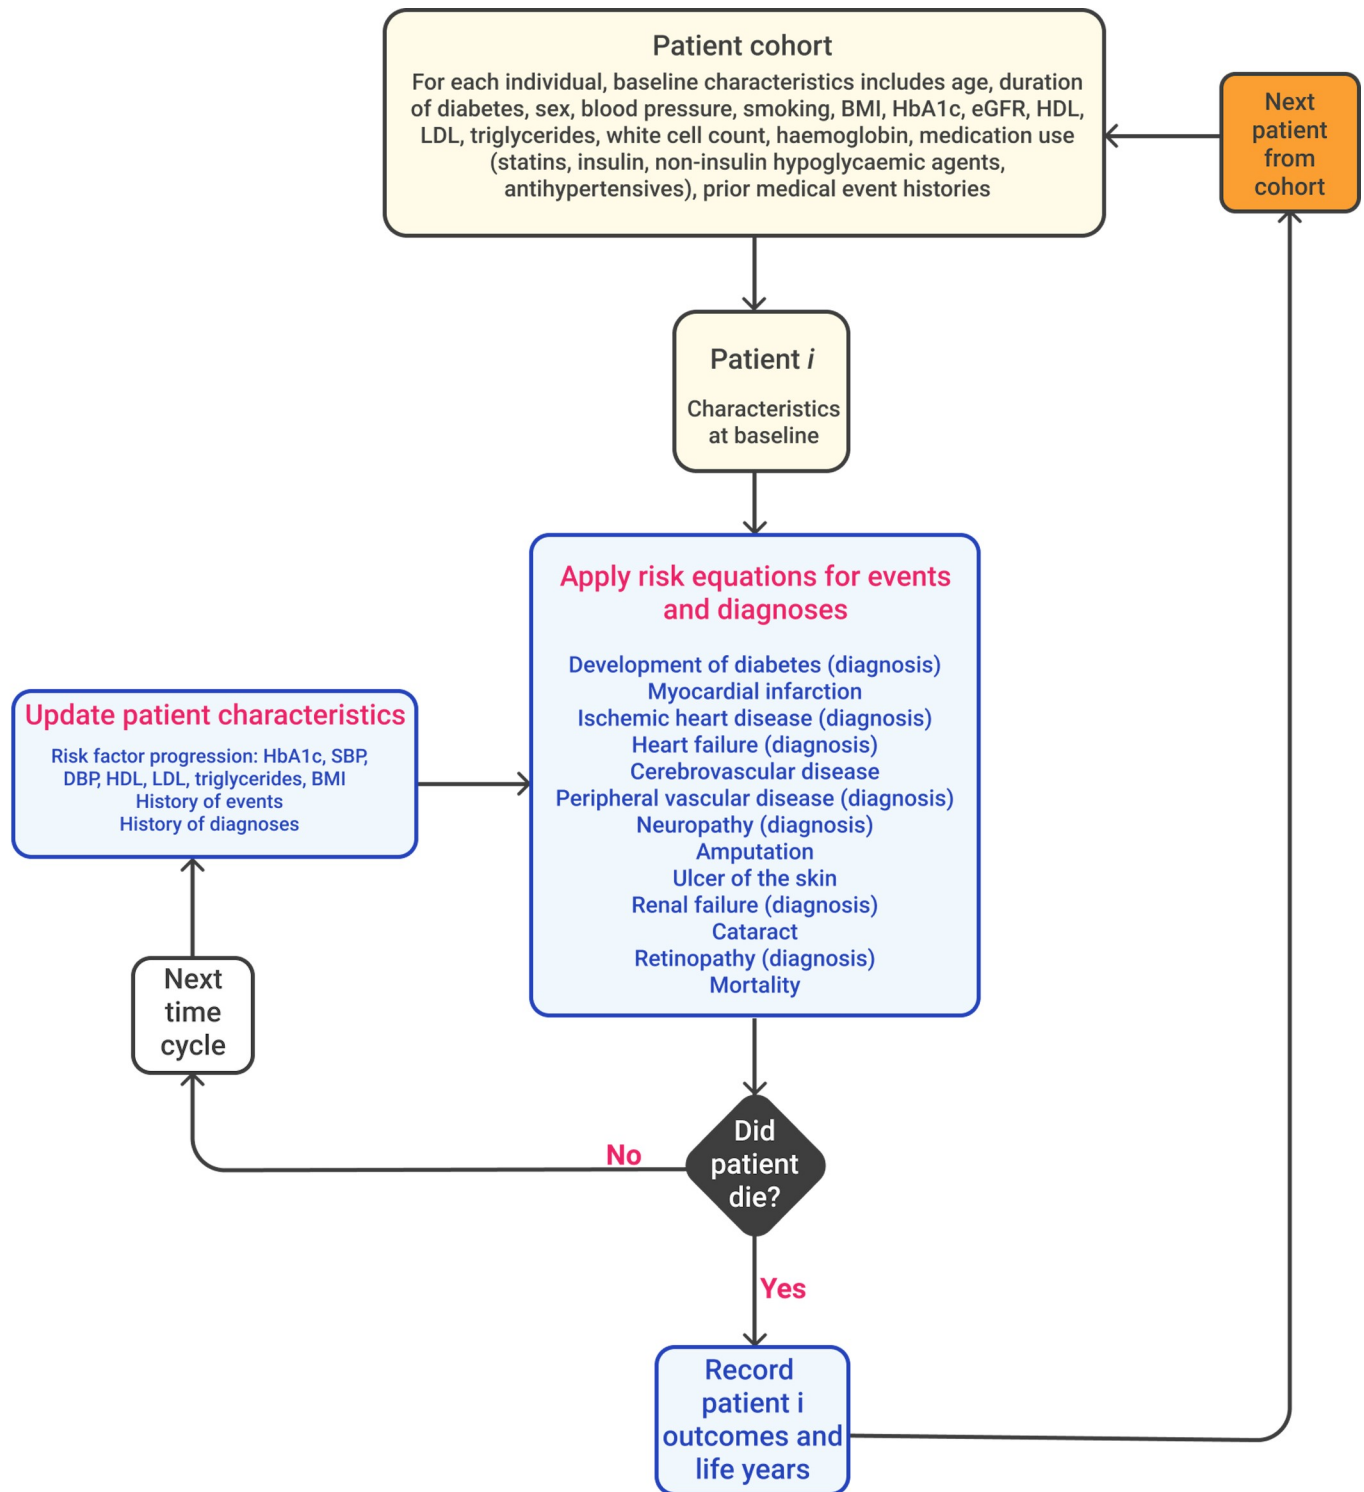 Patient cohort
For each individual, baseline characteristics includes age, duration
of diabetes, sex, blood pressure, smoking, BMI, HbA1c, eGFR, HDL,
LDL, triglycerides, white cell count, haemoglobin, medication use
(statins, insulin, non-insulin hypoglycaemic agents,
antihypertensives), prior medical event histories
Next
patient
from
cohort
Patient i
Characteristics
at baseline
Apply risk equations for events
and diagnoses
Development of diabetes (diagnosis)
Myocardial infarction
Ischemic heart disease (diagnosis)
Heart failure (diagnosis)
Cerebrovascular disease
Peripheral vascular disease (diagnosis)
Neuropathy (diagnosis)
Amputation
Ulcer of the skin
Renal failure (diagnosis)
Cataract
Retinopathy (diagnosis)
Mortality
Update patient characteristics
Risk factor progression: HbA1c, SBP,
DBP, HDL, LDL, triglycerides, BMI
History of events
History of diagnoses
Next
time
cycle
Did
patient
die?
No
Yes
Record
patient i
outcomes and
life years